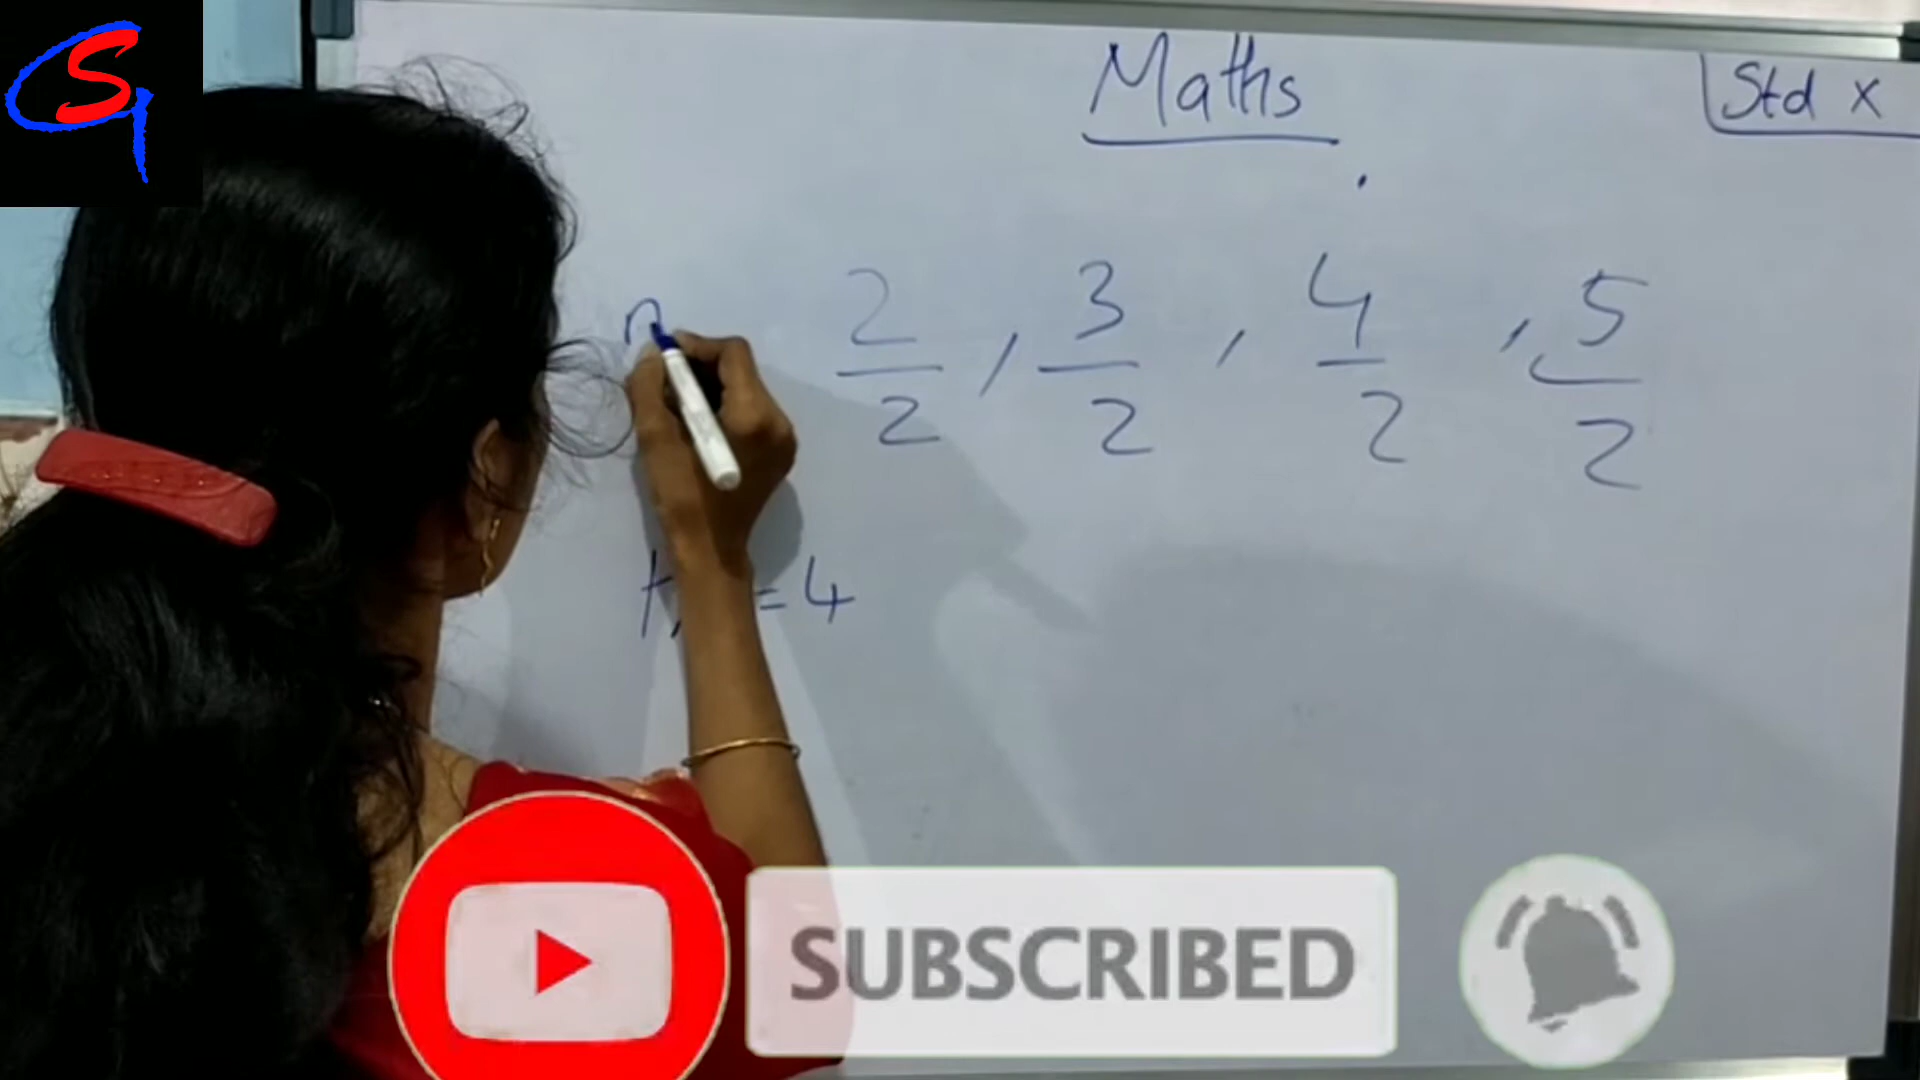 Maths
Std X
2/2 , 3/2 , 4/2 , 5/2
= 4
SUBSCRIBED